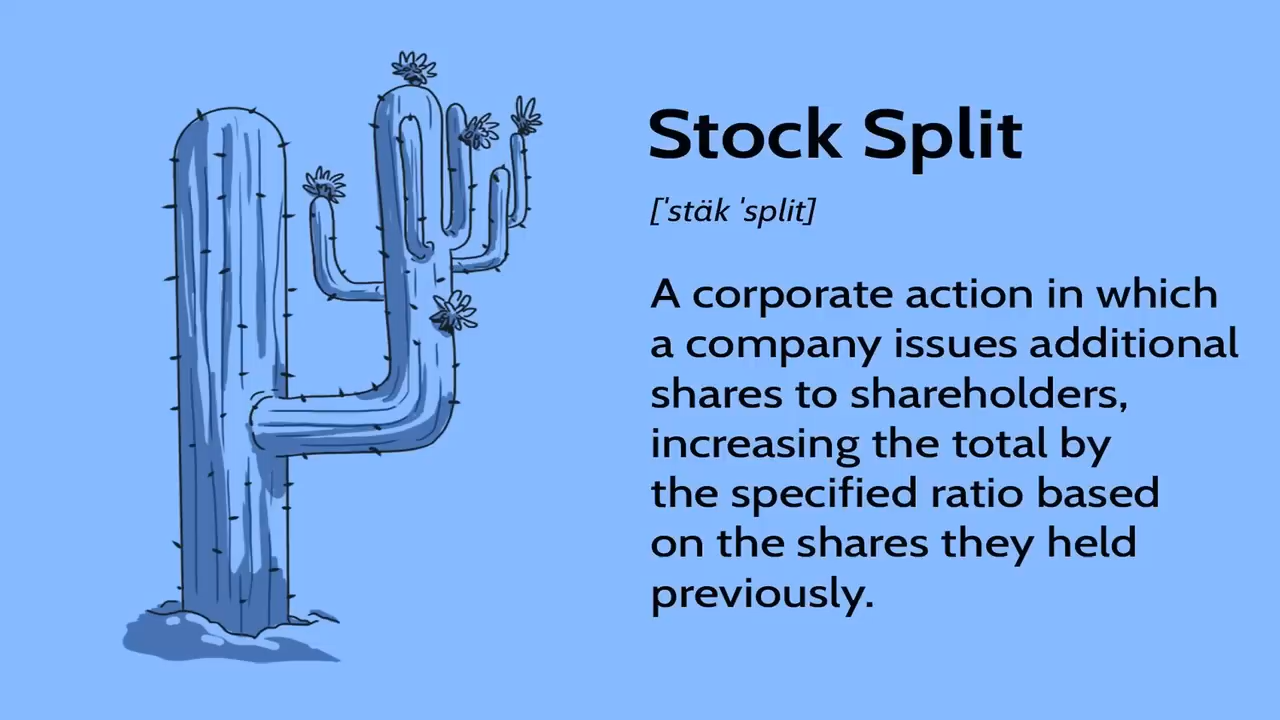 Stock Split
[ˈstäk ˈsplit]
A corporate action in which
a company issues additional
shares to shareholders,
increasing the total by
the specified ratio based
on the shares they held
previously.